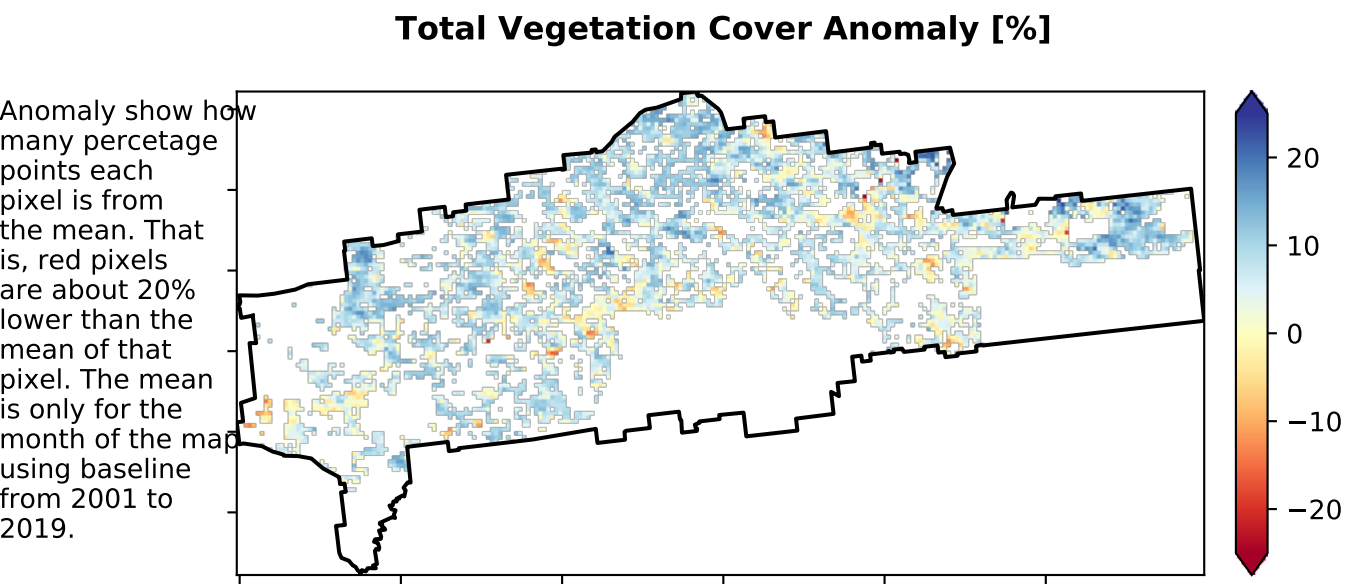 Total Vegetation Cover Anomaly [%]
Anomaly show how
many percetage
points each
pixel is from
the mean. That
is, red pixels
are about 20%
lower than the
mean of that
pixel. The mean
is only for the
month of the map
using baseline
from 2001 to
2019.
20
10
0
−10
−20